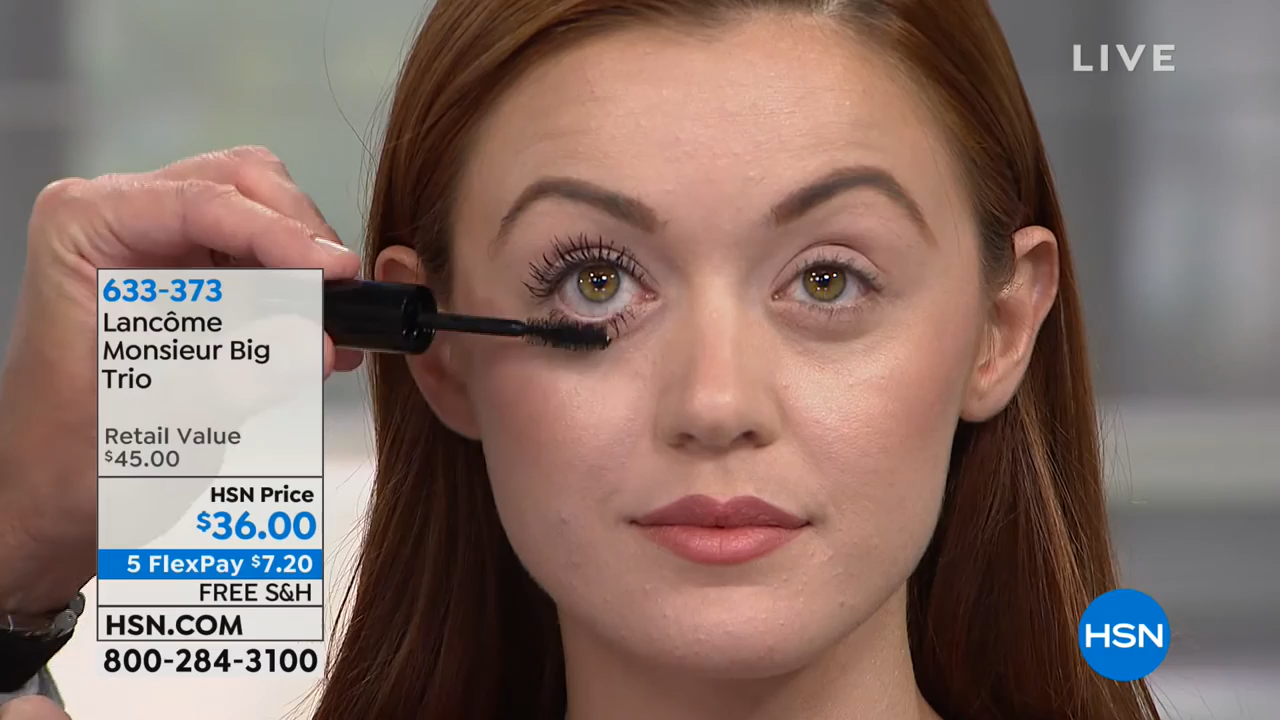 LIVE
633-373
Lancôme
Monsieur Big
Trio
Retail Value
$45.00
HSN Price
$36.00
5 FlexPay $7.20
FREE S&H
HSN.COM
800-284-3100
HSN